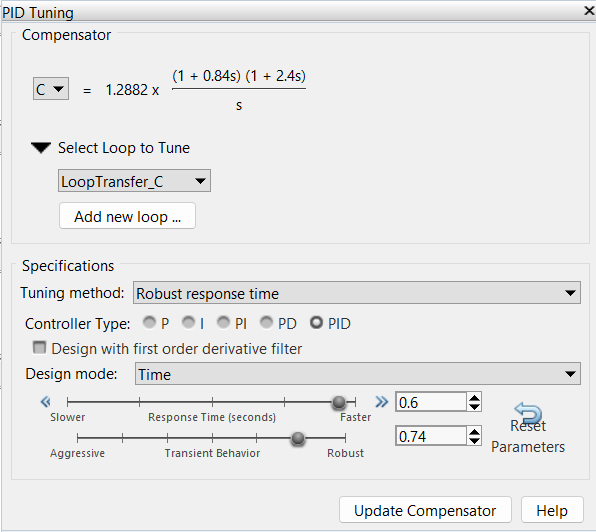 PID Tuning
Compensator
C = 1.2882 x (1 + 0.84s) (1 + 2.4s)
s
Select Loop to Tune
LoopTransfer_C
Add new loop ...
Specifications
Tuning method: Robust response time
Controller Type: P I PI PD PID
Design with first order derivative filter
Design mode: Time
Slower Response Time (seconds) Faster 0.6
Aggressive Transient Behavior Robust 0.74
Reset
Parameters
Update Compensator Help